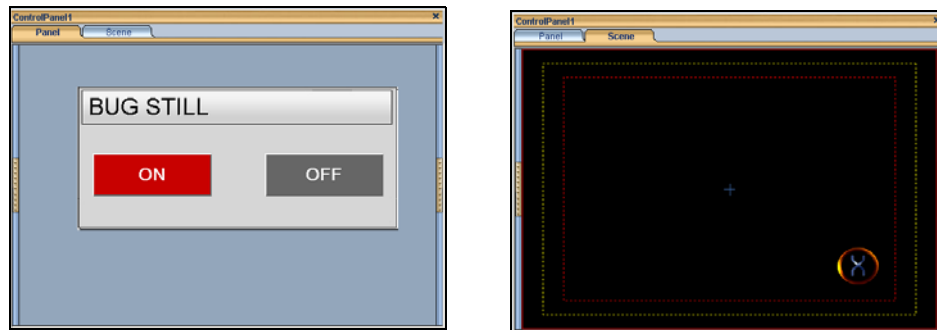 ControlPanel1
Panel Scene
BUG STILL
ON OFF
ControlPanel1
Panel Scene